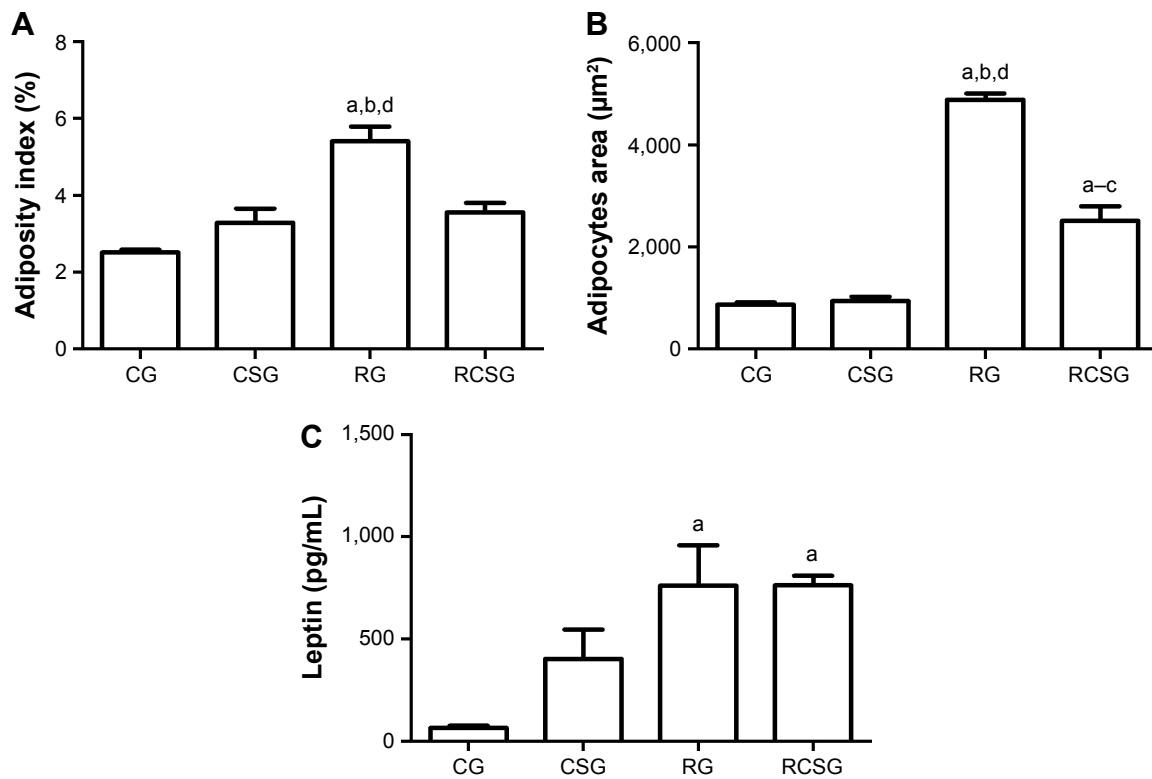 A
Adiposity index (%)
8
6
4
2
0
a,b,d
CG CSG RG RCSG
B
Adipocytes area (µm²)
6,000
4,000
2,000
0
a,b,d
a–c
CG CSG RG RCSG
C
Leptin (pg/mL)
1,500
1,000
500
0
a
a
CG CSG RG RCSG